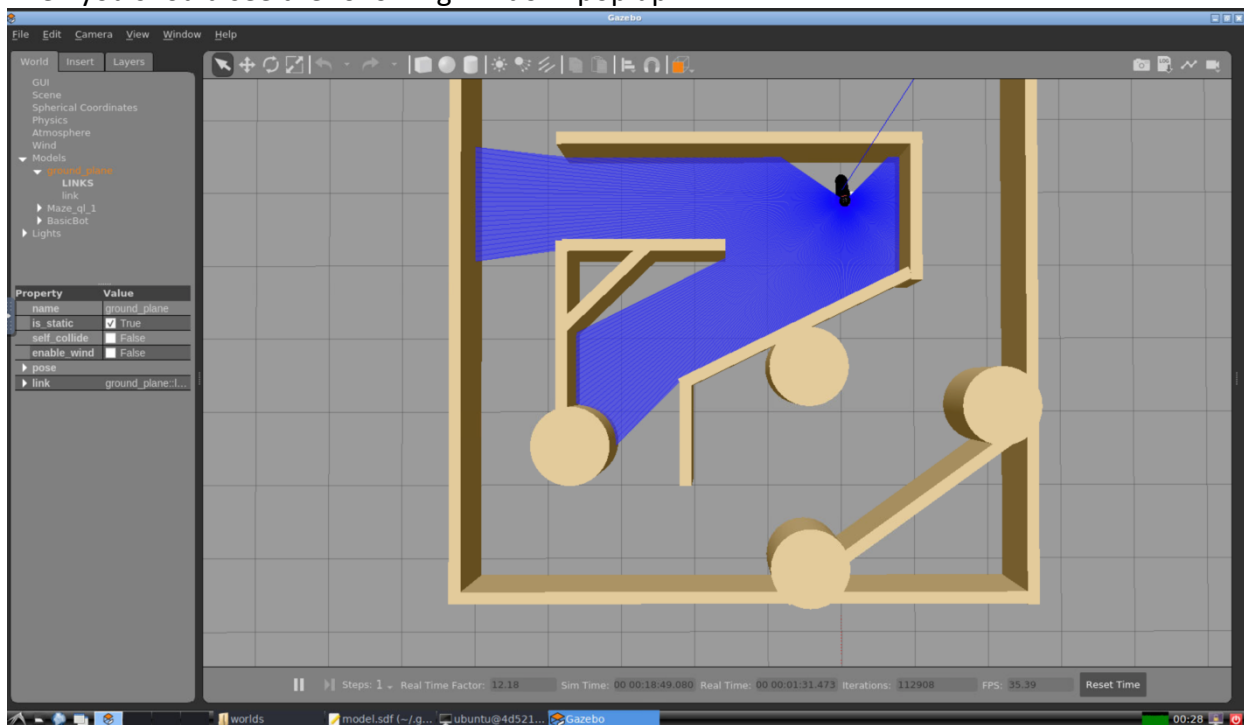 Gazebo
File Edit Camera View Window Help
World Insert Layers
GUI
Scene
Spherical Coordinates
Physics
Atmosphere
Wind
Models
ground_plane
LINKS
link
Maze_ql_1
BasicBot
Lights
Property Value
name ground_plane
is_static True
self_collide False
enable_wind False
pose
link ground_plane::l...
Steps: 1 Real Time Factor: 12.18 Sim Time: 00 00:18:49.080 Real Time: 00 00:01:31.473 Iterations: 112908 FPS: 35.39 Reset Time
worlds model.sdf (~/.g... ubuntu@4d521... Gazebo 00:28